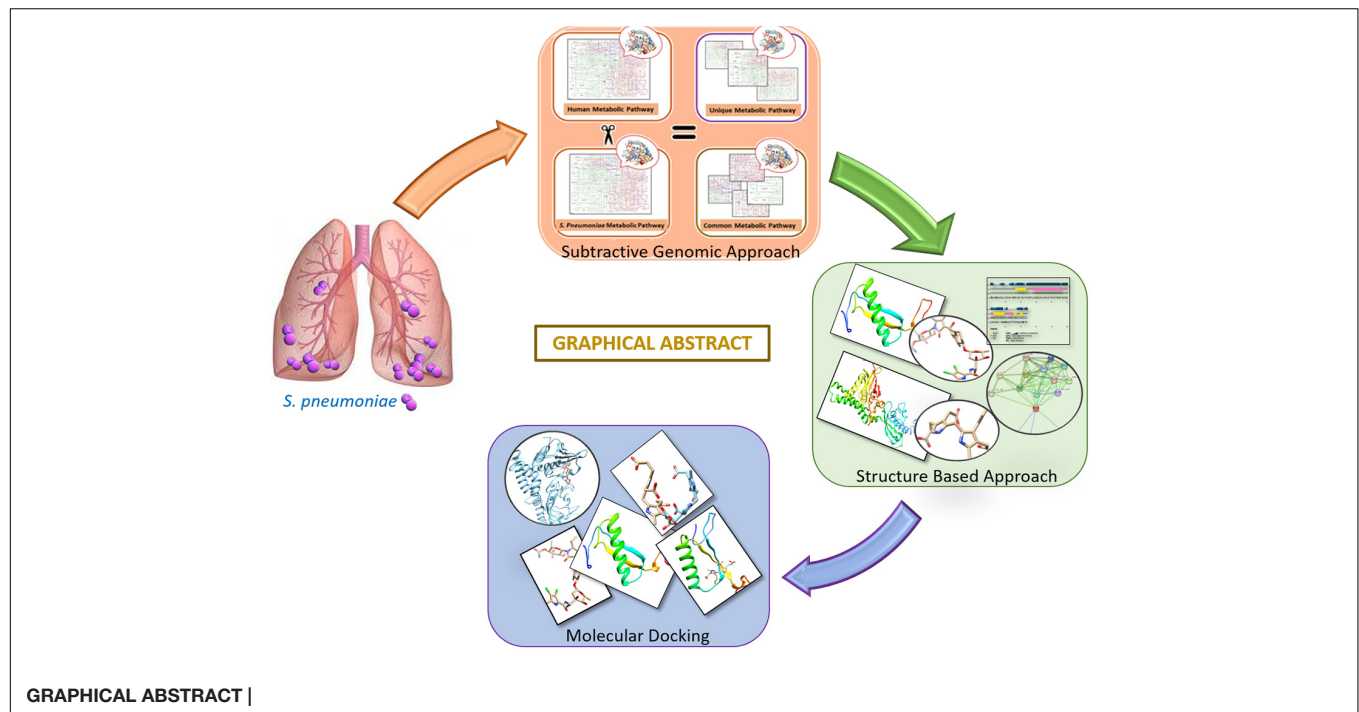 Human Metabolic Pathway
Unique Metabolic Pathway
=
S. Pneumoniae Metabolic Pathway
Common Metabolic Pathway
Subtractive Genomic Approach
S. pneumoniae
GRAPHICAL ABSTRACT
Structure Based Approach
Molecular Docking
GRAPHICAL ABSTRACT |